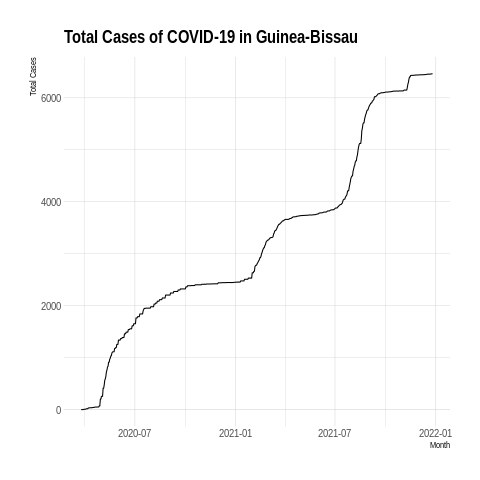 Total Cases of COVID-19 in Guinea-Bissau
Total Cases
6000
4000
2000
0
2020-07 2021-01 2021-07 2022-01
Month